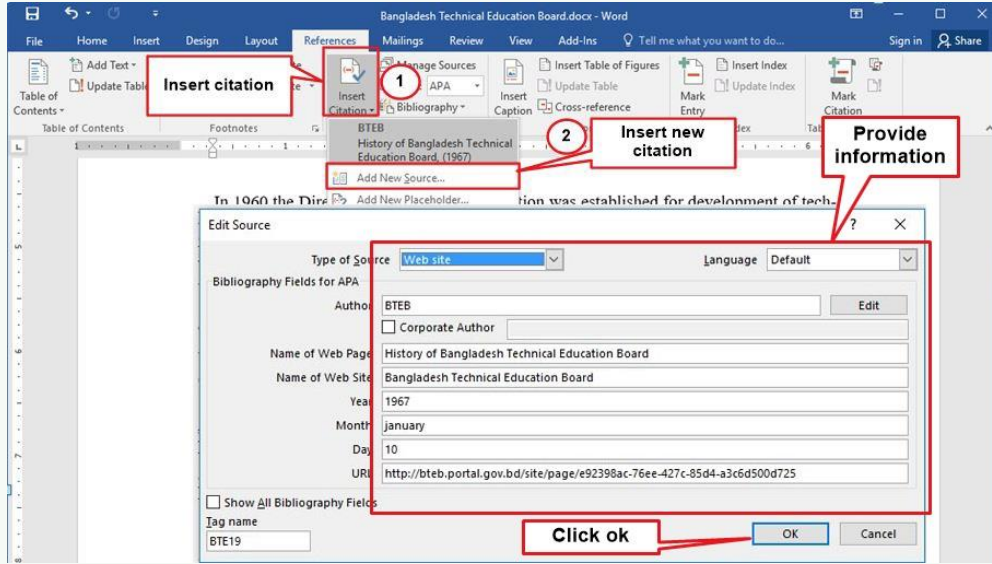 Bangladesh Technical Education Board.docx - Word
File Home Insert Design Layout References Mailings Review View Add-Ins Tell me what you want to do... Sign in Share
Table of Contents
Add Text
Update Table
Table of Contents
Insert citation
Footnotes
Insert Citation
1
Manage Sources
APA
Bibliography
Insert Caption
Insert Table of Figures
Update Table
Cross-reference
Mark Entry
Insert Index
Update Index
Mark Citation
BTEB
History of Bangladesh Technical
Education Board, (1967)
Add New Source...
Add New Placeholder...
2
Insert new
citation
Provide
information
In 1960 the
was established for development of tech-
Edit Source
? X
Type of Source Web site
Language Default
Bibliography Fields for APA
Author BTEB
Edit
Corporate Author
Name of Web Page History of Bangladesh Technical Education Board
Name of Web Site Bangladesh Technical Education Board
Year 1967
Month january
Day 10
URL http://bteb.portal.gov.bd/site/page/e92398ac-76ee-427c-85d4-a3c6d500d725
Show All Bibliography Fields
Tag name
BTE19
Click ok
OK
Cancel